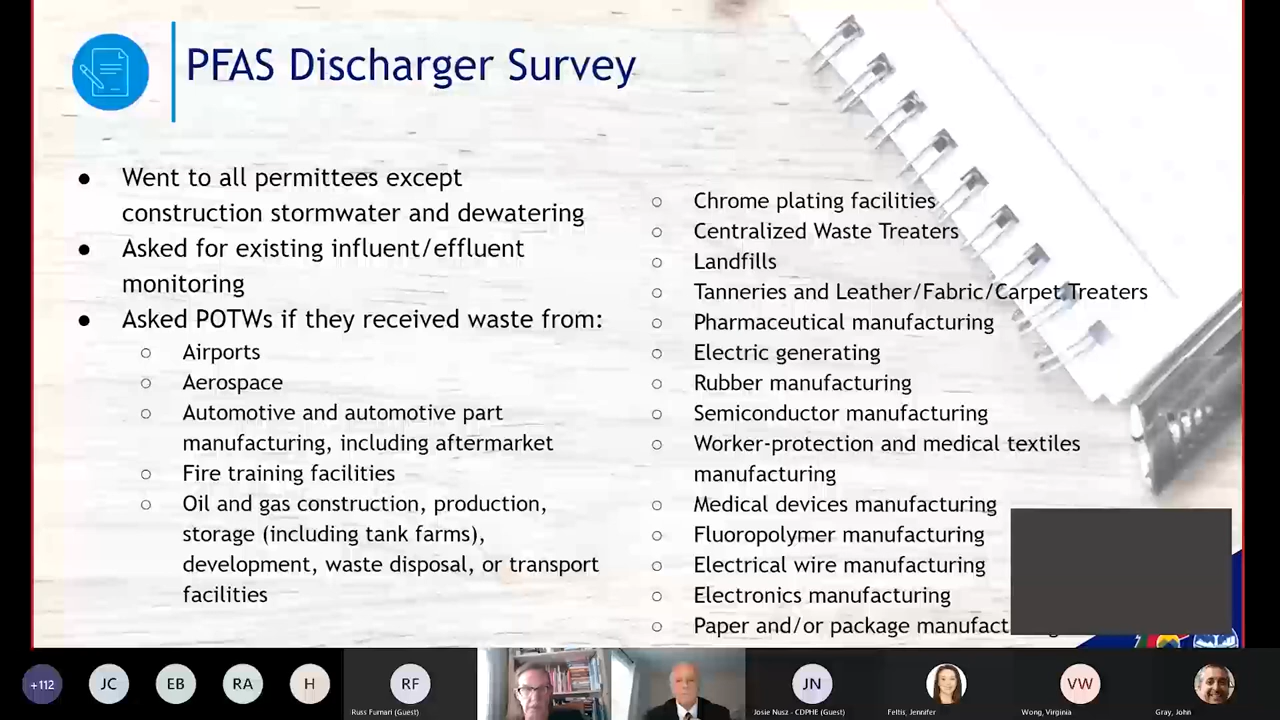 PFAS Discharger Survey
● Went to all permittees except
construction stormwater and dewatering
● Asked for existing influent/effluent
monitoring
● Asked POTWs if they received waste from:
○ Airports
○ Aerospace
○ Automotive and automotive part
manufacturing, including aftermarket
○ Fire training facilities
○ Oil and gas construction, production,
storage (including tank farms),
development, waste disposal, or transport
facilities
○ Chrome plating facilities
○ Centralized Waste Treaters
○ Landfills
○ Tanneries and Leather/Fabric/Carpet Treaters
○ Pharmaceutical manufacturing
○ Electric generating
○ Rubber manufacturing
○ Semiconductor manufacturing
○ Worker-protection and medical textiles
manufacturing
○ Medical devices manufacturing
○ Fluoropolymer manufacturing
○ Electrical wire manufacturing
○ Electronics manufacturing
○ Paper and/or package
+112 JC EB RA H RF JN VW
Russ Furnari (Guest) Josie Nusz - CDPHE (Guest) Feltis, Jennifer Wong, Virginia Gray, John